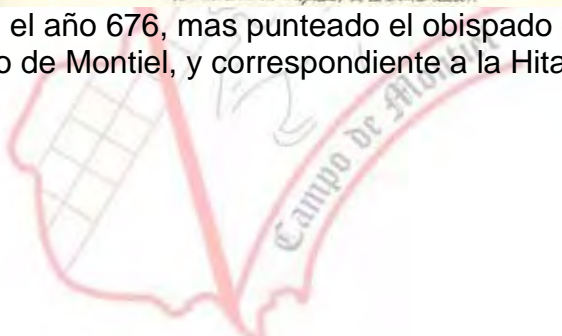 el año 676, mas punteado el obispado
o de Montiel, y correspondiente a la Hita
Campo de Montiel